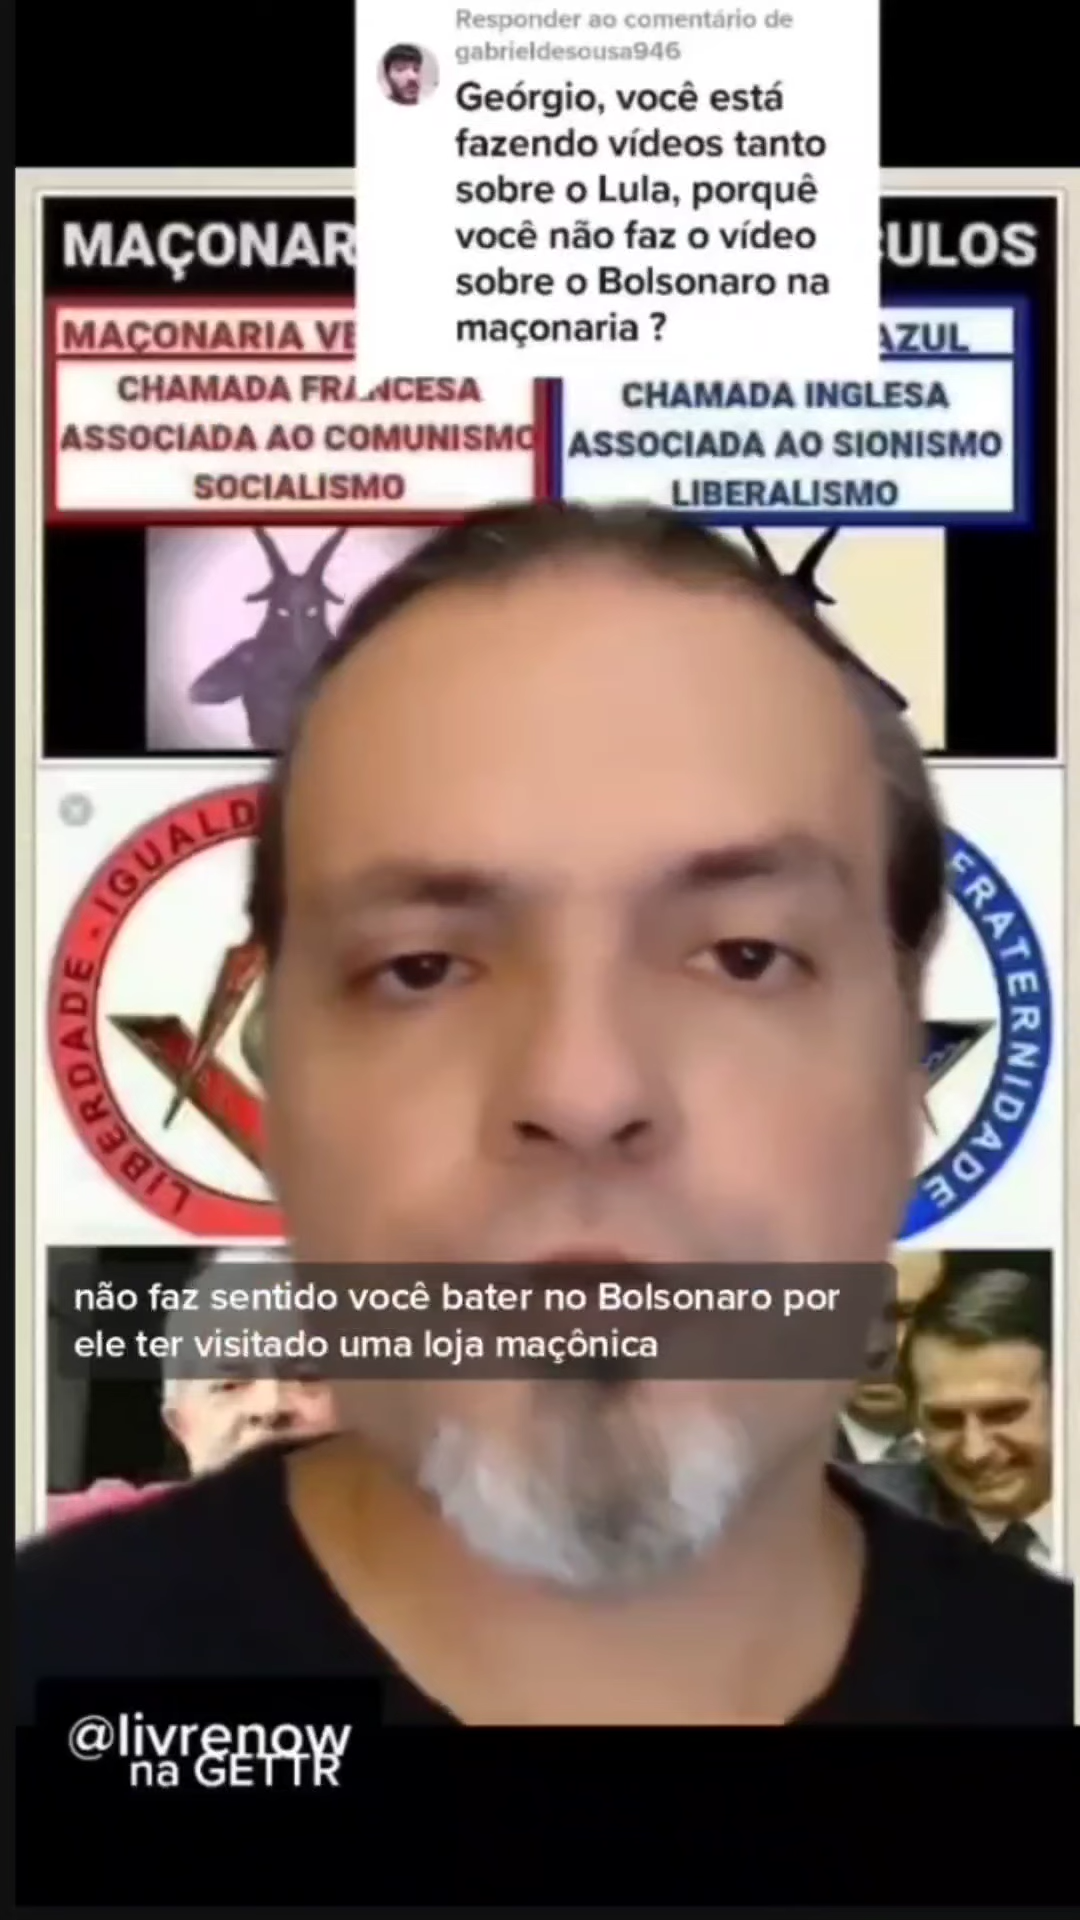 Responder ao comentário de
gabrieldesousa946
Geórgio, você está
fazendo vídeos tanto
sobre o Lula, porquê
você não faz o vídeo
sobre o Bolsonaro na
maçonaria ?
MAÇONAR
ULOS
MAÇONARIA VE
AZUL
CHAMADA FRANCESA
ASSOCIADA AO COMUNISMO
SOCIALISMO
CHAMADA INGLESA
ASSOCIADA AO SIONISMO
LIBERALISMO
LIBERDADE - IGUALD
FRATERNIDADE
não faz sentido você bater no Bolsonaro por
ele ter visitado uma loja maçônica
@livrenow
na GETTR